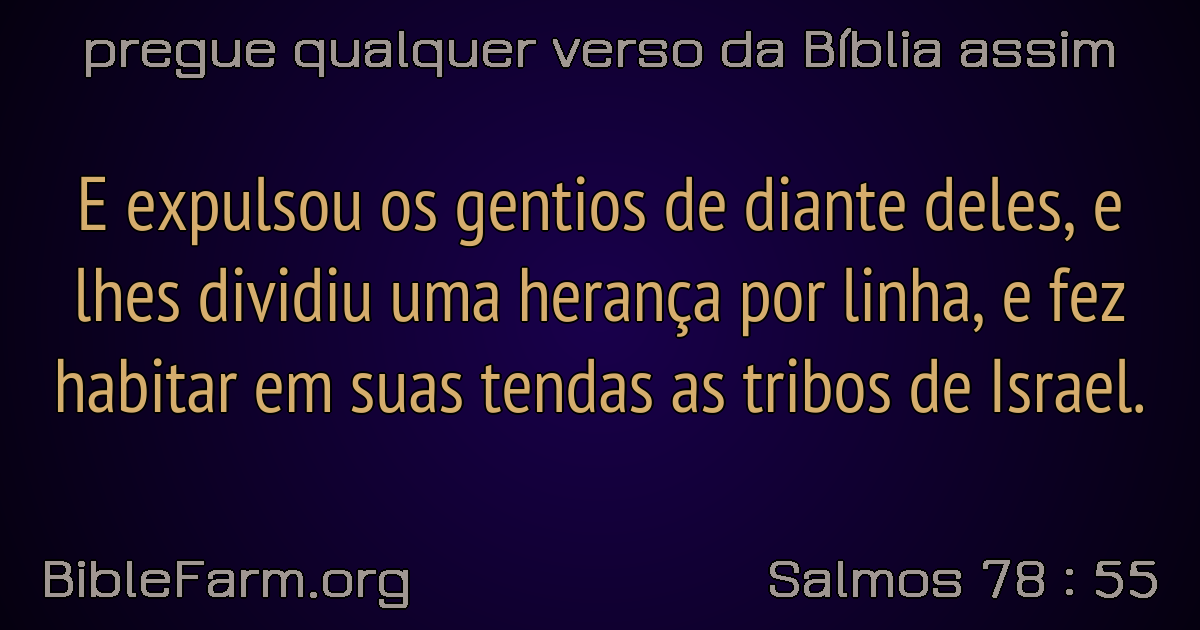 pregue qualquer verso da Bíblia assim
E expulsou os gentios de diante deles, e
lhes dividiu uma herança por linha, e fez
habitar em suas tendas as tribos de Israel.
BibleFarm.org
Salmos 78 : 55